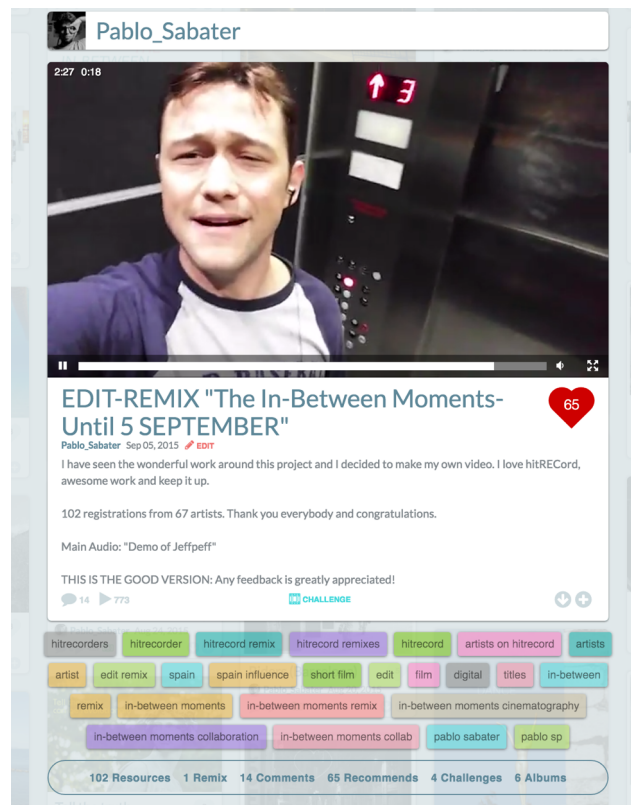 Pablo_Sabater
2:27 0:18
3
EDIT-REMIX "The In-Between Moments-
Until 5 SEPTEMBER"
65
Pablo_Sabater Sep 05, 2015 EDIT
I have seen the wonderful work around this project and I decided to make my own video. I love hitRECord,
awesome work and keep it up.
102 registrations from 67 artists. Thank you everybody and congratulations.
Main Audio: "Demo of Jeffpeff"
THIS IS THE GOOD VERSION: Any feedback is greatly appreciated!
14 773 CHALLENGE
hitrecorders hitrecorder hitrecord remix hitrecord remixes hitrecord artists on hitrecord artists
artist edit remix spain spain influence short film edit film digital titles in-between
remix in-between moments in-between moments remix in-between moments cinematography
in-between moments collaboration in-between moments collab pablo sabater pablo sp
102 Resources 1 Remix 14 Comments 65 Recommends 4 Challenges 6 Albums